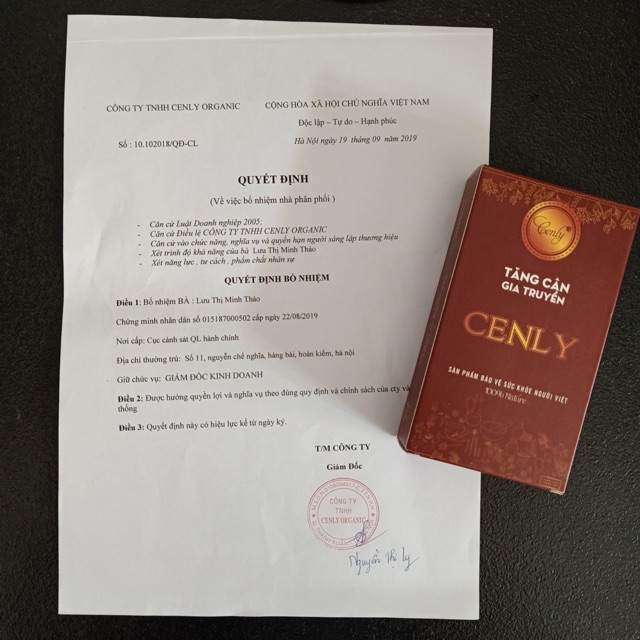 CÔNG TY TNHH CENLY ORGANIC
CỘNG HÒA XÃ HỘI CHỦ NGHĨA VIỆT NAM
Độc lập – Tự do – Hạnh phúc
Số : 10.102018/QĐ-CL
Hà Nội ngày 19 tháng 09 năm 2019
QUYẾT ĐỊNH
(Về việc bổ nhiệm nhà phân phối )
- Căn cứ Luật Doanh nghiệp 2005;
- Căn cứ Điều lệ CÔNG TY TNHH CENLY ORGANIC
- Căn cứ vào chức năng, nghĩa vụ và quyền hạn người sáng lập thương hiệu
- Xét trình độ khả năng của bà Lưu Thị Minh Thảo
- Xét năng lực , tư cách , phẩm chất nhân sự
QUYẾT ĐỊNH BỔ NHIỆM
Điều 1: Bổ nhiệm BÀ : Lưu Thị Minh Thảo
Chứng minh nhân dân số 015187000502 cấp ngày 22/08/2019
Nơi cấp: Cục cảnh sát QL hành chính
Địa chỉ thường trú: Số 11, nguyễn chế nghĩa, hàng bài, hoàn kiếm, hà nội
Giữ chức vụ: GIÁM ĐỐC KINH DOANH
Điều 2: Được hưởng quyền lợi và nghĩa vụ theo đúng quy định và chính sách của cty và
thống
Điều 3: Quyết định này có hiệu lực kể từ ngày ký.
T/M CÔNG TY
Giám Đốc
CÔNG TY
TNHH
CENLY ORGANIC
Nguyễn Thị Ly
Cenly
TĂNG CÂN
GIA TRUYỀN
CENLY
SẢN PHẨM BẢO VỆ SỨC KHỎE NGƯỜI VIỆT
100% Nature